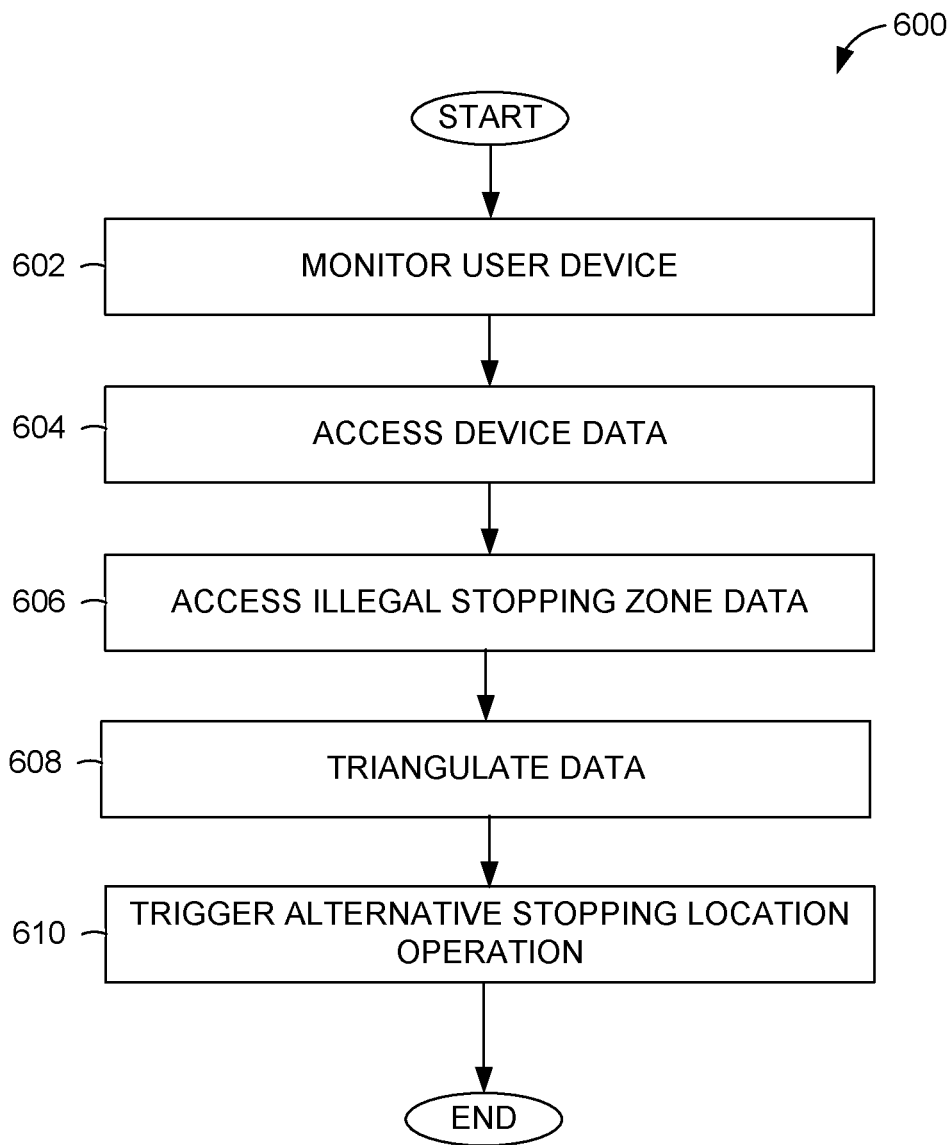 600
START
602
MONITOR USER DEVICE
604
ACCESS DEVICE DATA
606
ACCESS ILLEGAL STOPPING ZONE DATA
608
TRIANGULATE DATA
610
TRIGGER ALTERNATIVE STOPPING LOCATION
OPERATION
END